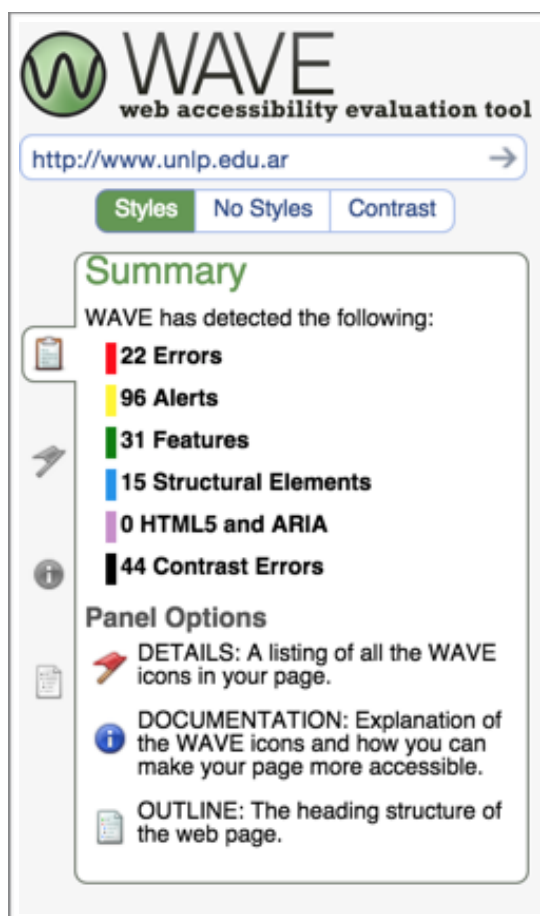 WAVE
web accessibility evaluation tool
http://www.unlp.edu.ar
Styles No Styles Contrast
Summary
WAVE has detected the following:
22 Errors
96 Alerts
31 Features
15 Structural Elements
0 HTML5 and ARIA
44 Contrast Errors
Panel Options
DETAILS: A listing of all the WAVE
icons in your page.
DOCUMENTATION: Explanation of
the WAVE icons and how you can
make your page more accessible.
OUTLINE: The heading structure of
the web page.